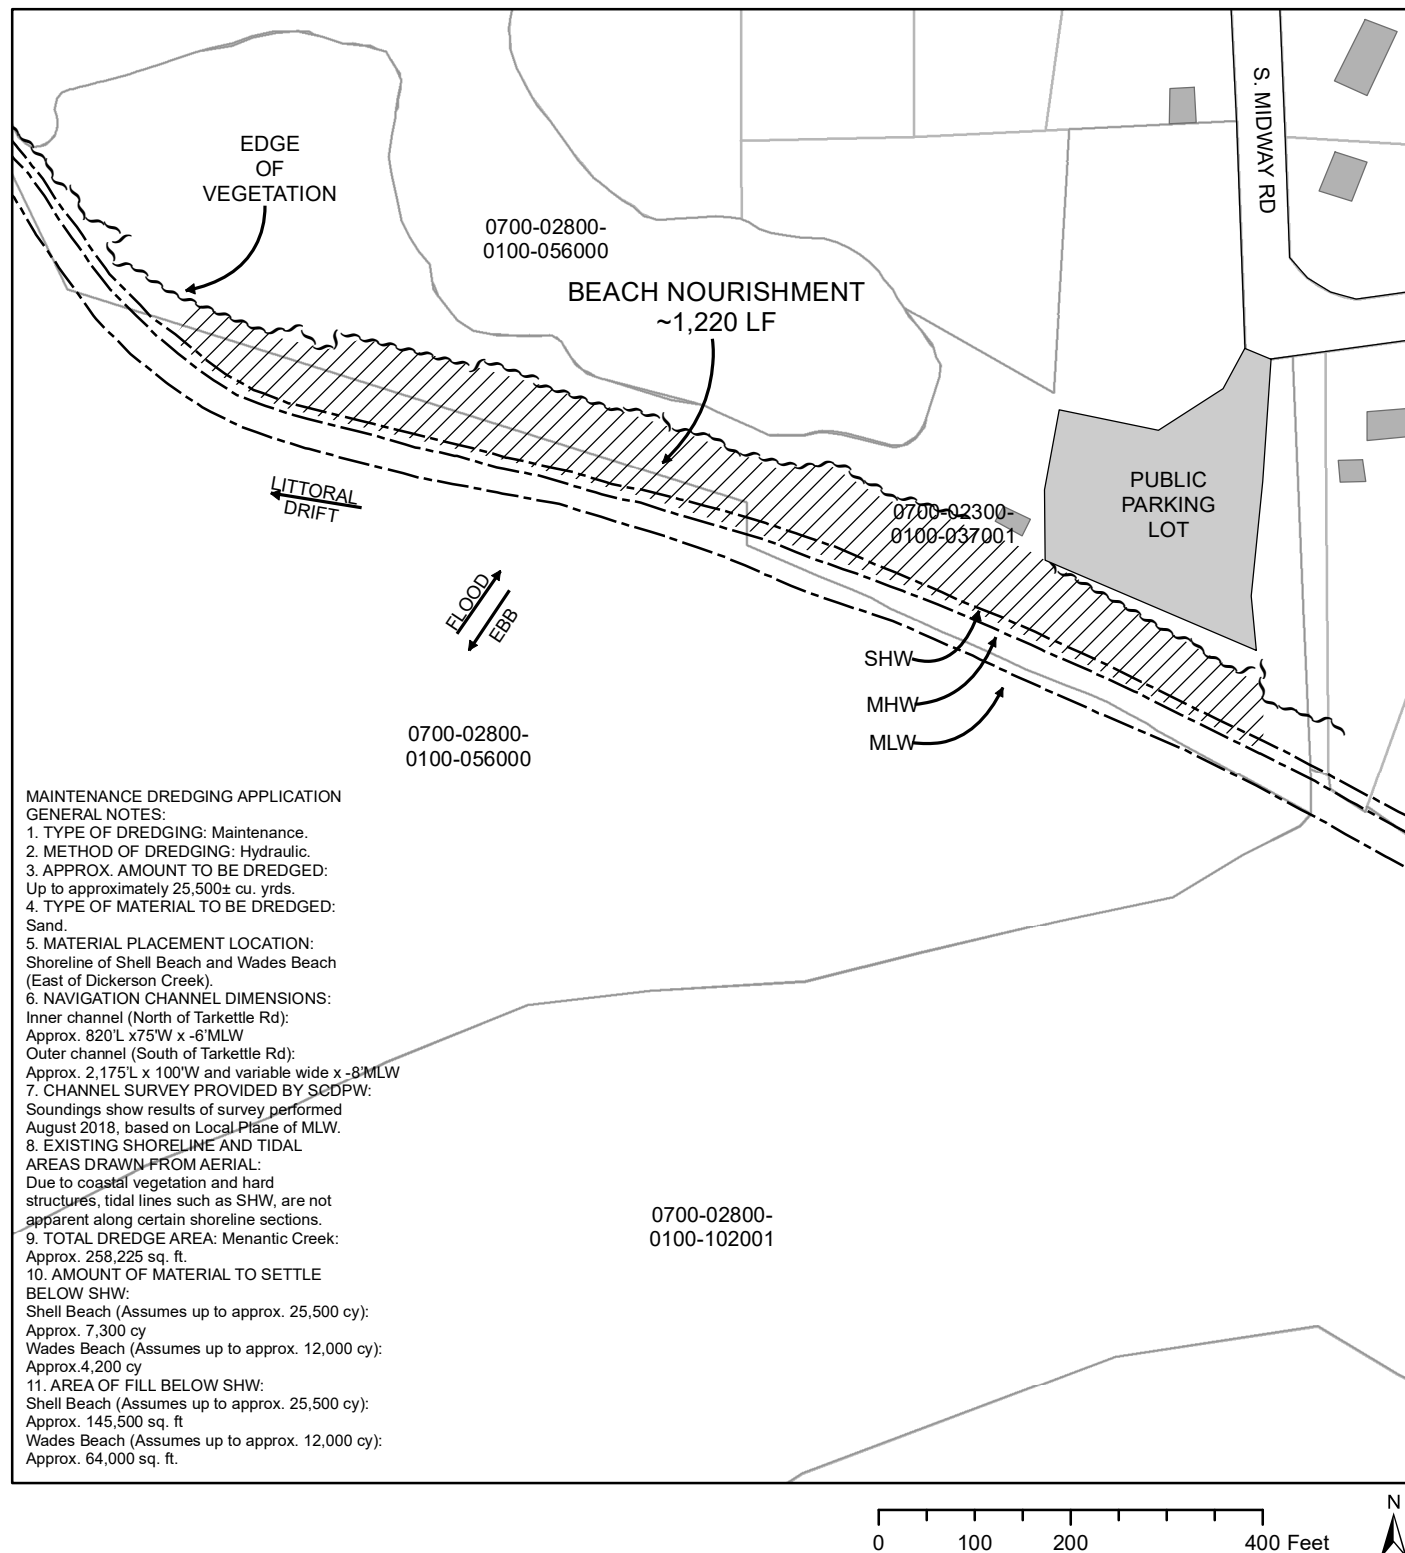 S. MIDWAY RD
EDGE
OF
VEGETATION
0700-02800-
0100-056000
BEACH NOURISHMENT
~1,220 LF
PUBLIC
PARKING
LOT
0700-02300-
0100-037001
LITTORAL
DRIFT
FLOOD
EBB
SHW
MHW
MLW
0700-02800-
0100-056000
MAINTENANCE DREDGING APPLICATION
GENERAL NOTES:
1. TYPE OF DREDGING: Maintenance.
2. METHOD OF DREDGING: Hydraulic.
3. APPROX. AMOUNT TO BE DREDGED:
Up to approximately 25,500± cu. yrds.
4. TYPE OF MATERIAL TO BE DREDGED:
Sand.
5. MATERIAL PLACEMENT LOCATION:
Shoreline of Shell Beach and Wades Beach
(East of Dickerson Creek).
6. NAVIGATION CHANNEL DIMENSIONS:
Inner channel (North of Tarkettle Rd):
Approx. 820'L x75'W x -6'MLW
Outer channel (South of Tarkettle Rd):
Approx. 2,175'L x 100'W and variable wide x -8'MLW
7. CHANNEL SURVEY PROVIDED BY SCDPW:
Soundings show results of survey performed
August 2018, based on Local Plane of MLW.
8. EXISTING SHORELINE AND TIDAL
AREAS DRAWN FROM AERIAL:
Due to coastal vegetation and hard
structures, tidal lines such as SHW, are not
apparent along certain shoreline sections.
9. TOTAL DREDGE AREA: Menantic Creek:
Approx. 258,225 sq. ft.
10. AMOUNT OF MATERIAL TO SETTLE
BELOW SHW:
Shell Beach (Assumes up to approx. 25,500 cy):
Approx. 7,300 cy
Wades Beach (Assumes up to approx. 12,000 cy):
Approx.4,200 cy
11. AREA OF FILL BELOW SHW:
Shell Beach (Assumes up to approx. 25,500 cy):
Approx. 145,500 sq. ft
Wades Beach (Assumes up to approx. 12,000 cy):
Approx. 64,000 sq. ft.
0700-02800-
0100-102001
0 100 200 400 Feet
N